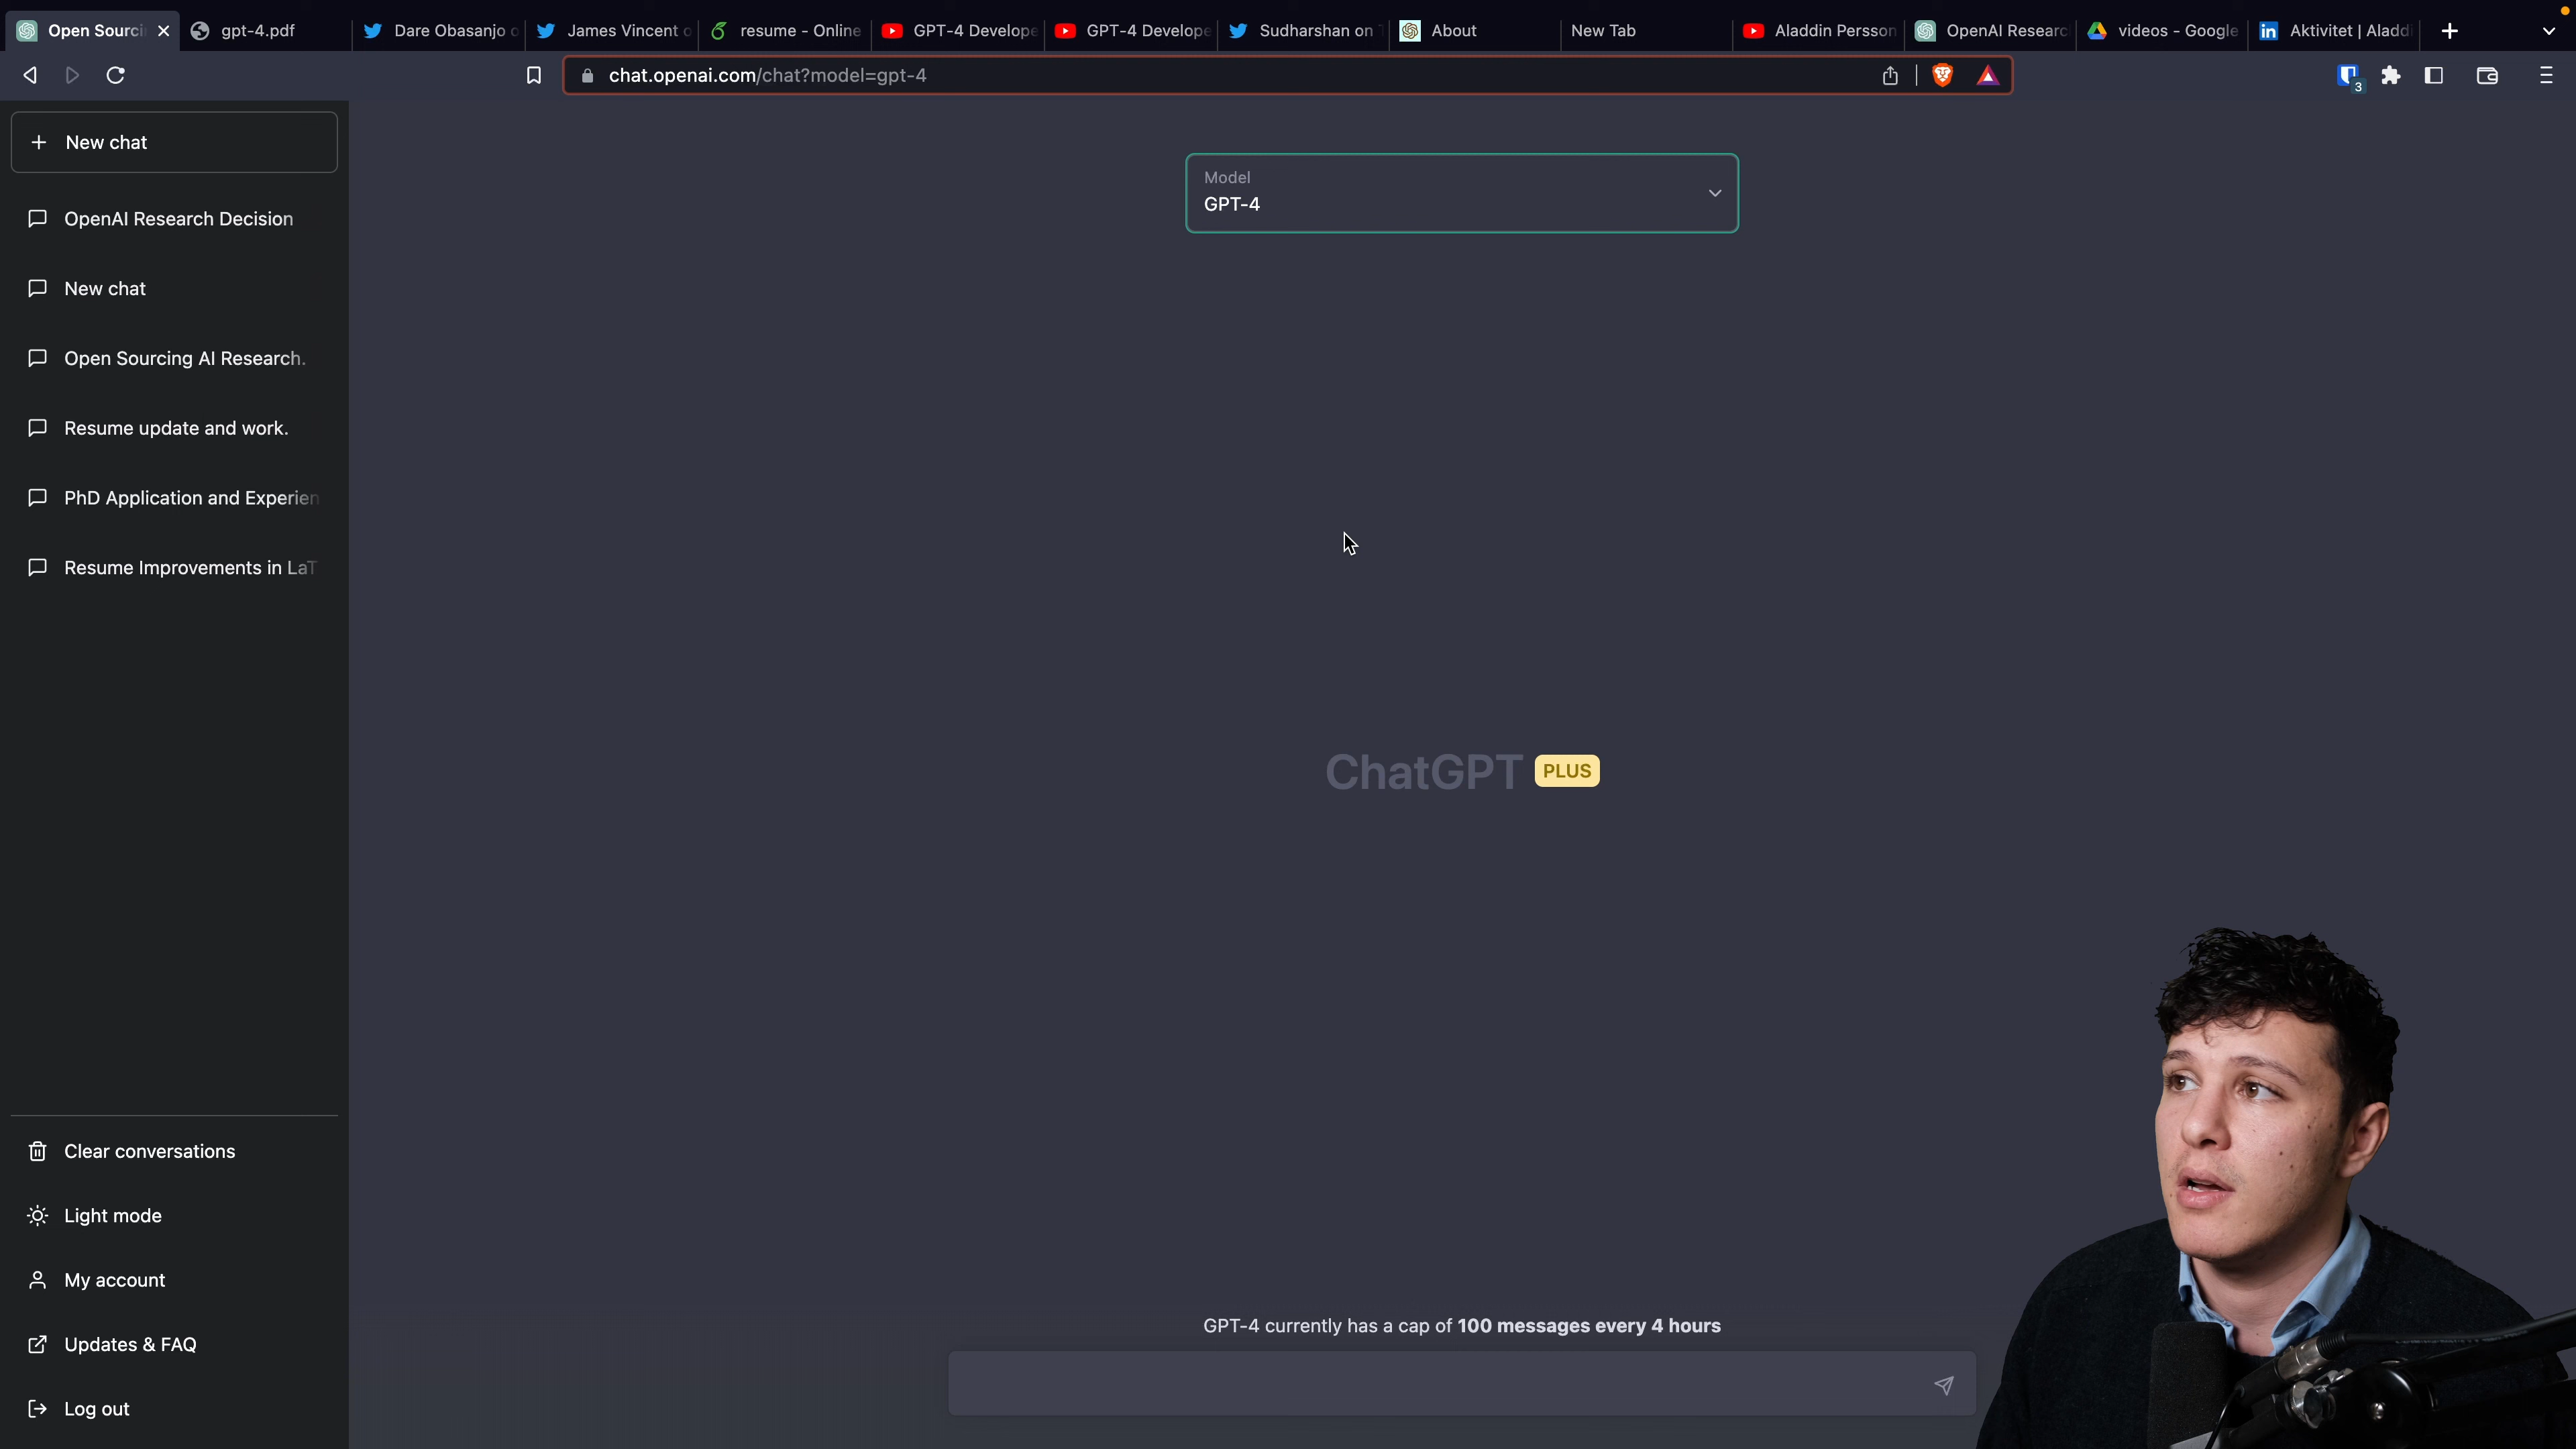 Open Sourci
gpt-4.pdf
Dare Obasanjo o
James Vincent o
resume - Online
GPT-4 Develope
GPT-4 Develope
Sudharshan on
About
New Tab
Aladdin Persson
OpenAI Researc
videos - Google
in
Aktivitet | Aladd
chat.openai.com/chat?model=gpt-4
3
New chat
OpenAI Research Decision
New chat
Open Sourcing AI Research.
Resume update and work.
PhD Application and Experien
Resume Improvements in LaT
Clear conversations
Light mode
My account
Updates & FAQ
Log out
Model
GPT-4
ChatGPT PLUS
GPT-4 currently has a cap of 100 messages every 4 hours